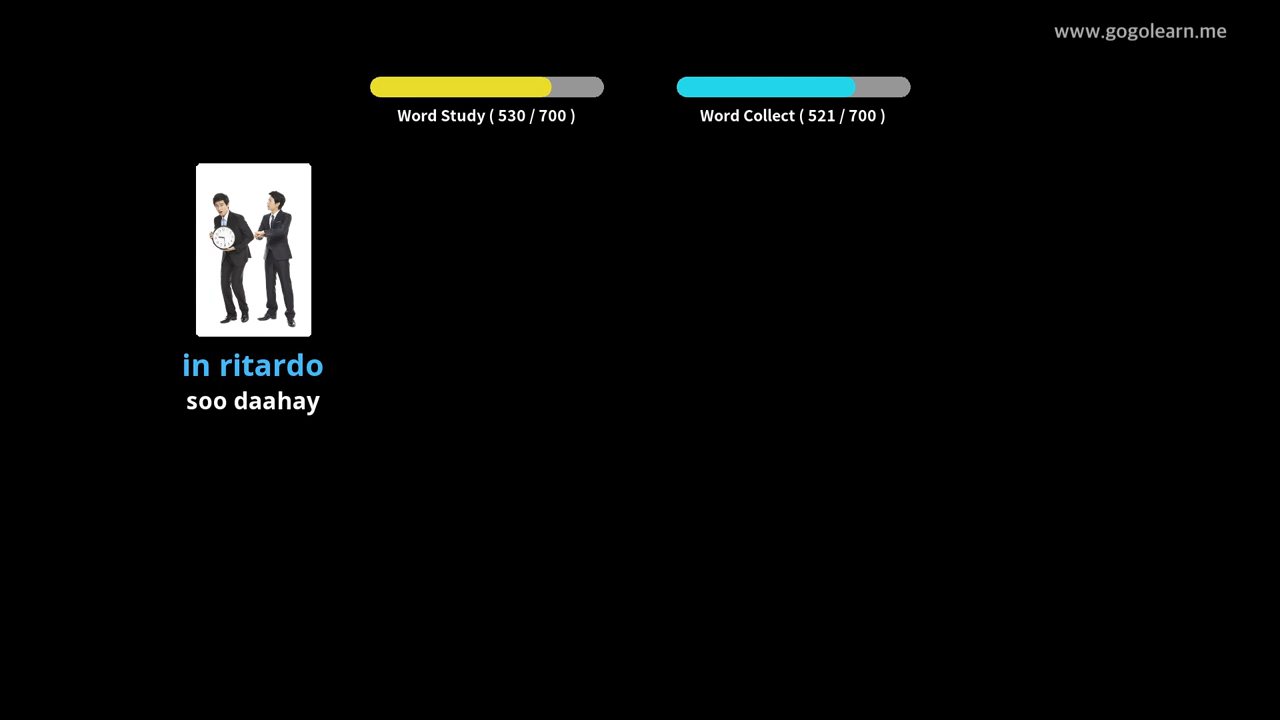 www.gogolearn.me
Word Study ( 530 / 700 )
Word Collect ( 521 / 700 )
in ritardo
soo daahay